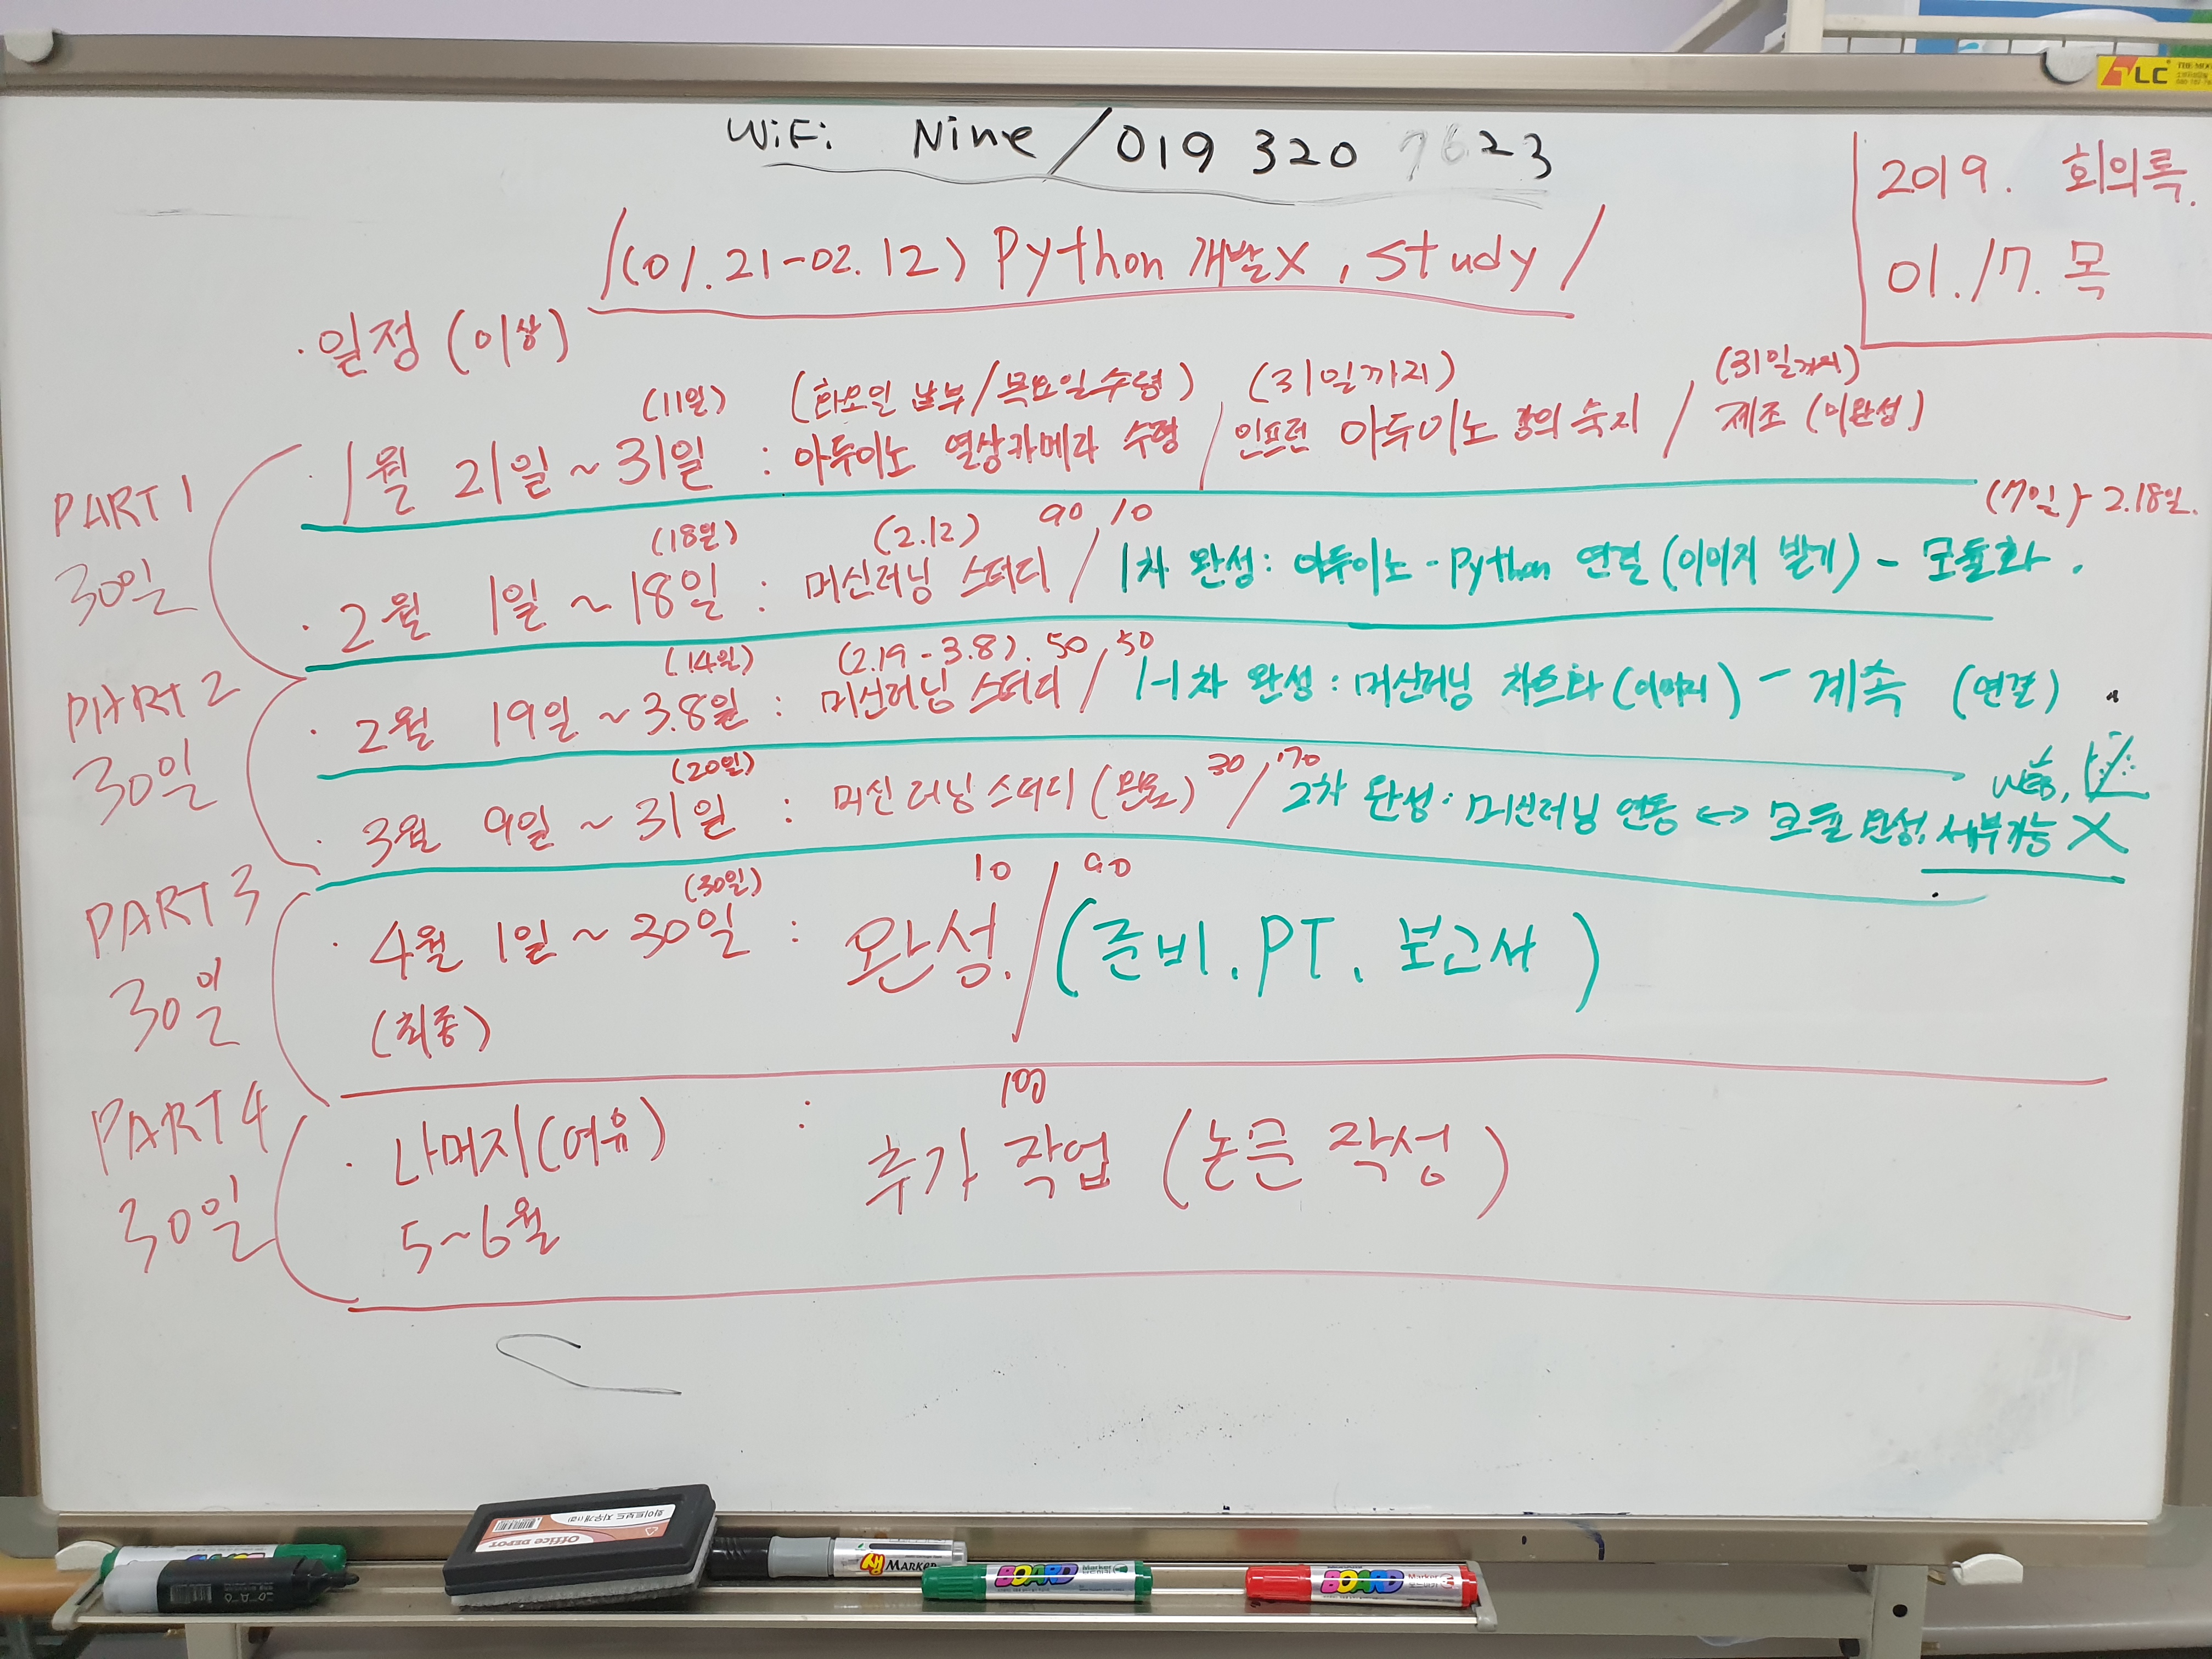 WiFi Nine / 019 320 7623
2019. 회의록.
01. 17. 목
/(01.21-02.12) Python 개발X, study /
· 일정 (이상)
(11일) (화요일 납부/목요일 수령) (31일까지) (31일까지)
· 1월 21일 ~ 31일 : 아두이노 열상카메라 수령 / 인프런 아두이노 강의 숙지 / 제조 (미완성)
PART 1
30일
(18일) (2.12) 90 10 (7일)- 2.18일.
· 2월 1일 ~ 18일 : 머신러닝 스터디 / 1차 완성: 아두이노 - Python 연결 (이미지 받기) - 모듈화.
PART 2
30일
(14일) (2.19 - 3.8). 50 50
· 2월 19일 ~ 3.8일 : 머신러닝 스터디 / 1-1차 완성 : 머신러닝 차트화 (이미지) - 계속 (연결)
(20일) 30 70 WEB,
· 3월 9일 ~ 31일 : 머신러닝 스터디 (완료) / 2차 완성: 머신러닝 연동 ↔ 모듈 완성. 세부기능 X
PART 3
30일
(30일) 10 90
· 4월 1일 ~ 30일 : 완성. / (준비, PT, 보고서)
(최종)
PART 4
30일
100
· 나머지(여유) : 추가 작업 (논문 작성)
5~6월
TLC
Office DEPOT
화이트보드 지우개
생 MARKER
BOARD Marker
BOARD Marker